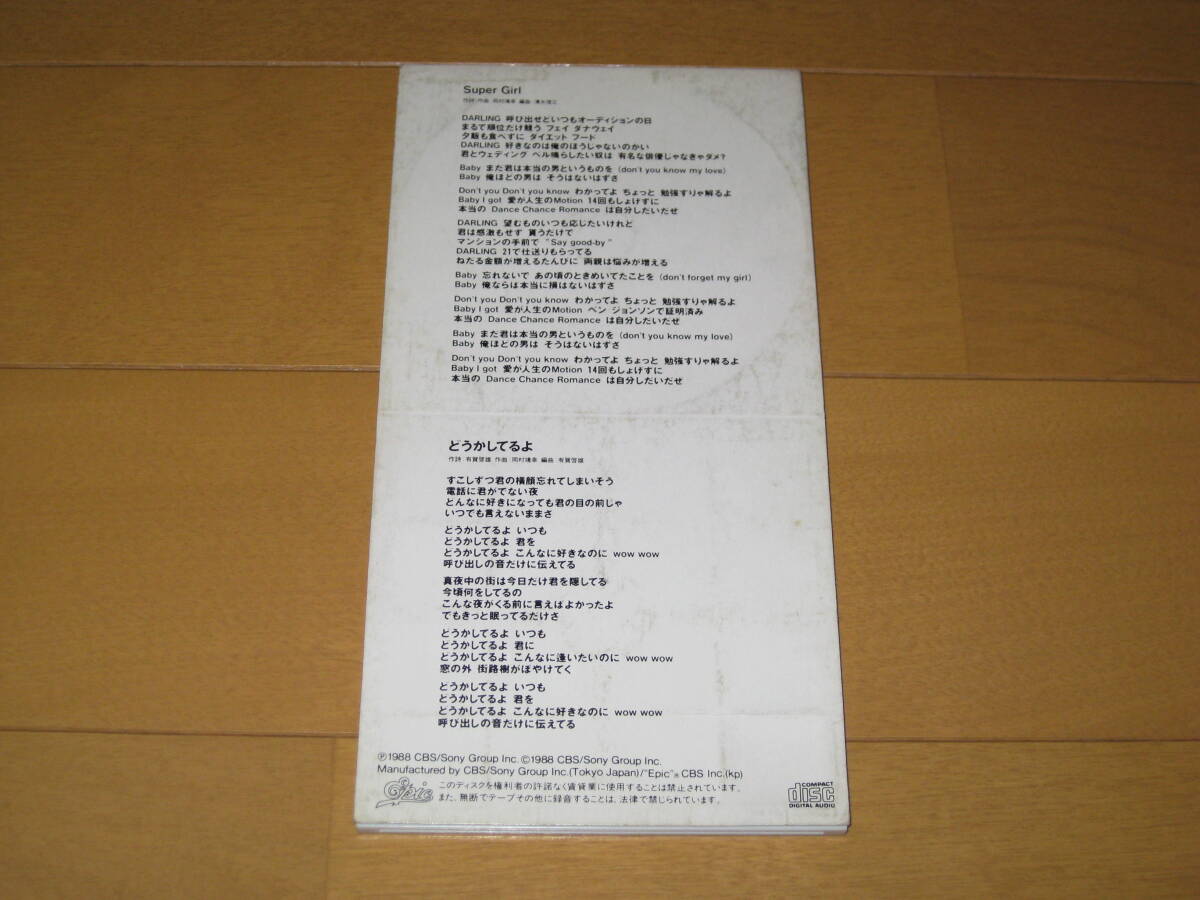 Super Girl
作詩・作曲 岡村靖幸 編曲 清水信之
DARLING 呼び出せどいつもオーディションの日
まるで順位だけ競う フェイ ダナウェイ
夕飯も食べずに ダイエット フード
DARLING 好きなのは俺のほうじゃないのかい
君とウェディング ベル鳴らしたい奴は 有名な俳優じゃなきゃダメ?
Baby まだ君は本当の男というものを (don't you know my love)
Baby 俺ほどの男は そうはないはずさ
Don't you Don't you know わかってよ ちょっと 勉強すりゃ解るよ
Baby I got 愛が人生のMotion 14回もしょげずに
本当の Dance Chance Romance は自分しだいだぜ
DARLING 望むものいつも応じたいけれど
君は感激もせず 貰うだけで
マンションの手前で "Say good-by"
DARLING 21で仕送りもらってる
ねだる金額が増えるたんびに 両親は悩みが増える
Baby 忘れないで あの頃のときめいてたことを (don't forget my girl)
Baby 俺ならば本当に損はないはずさ
Don't you Don't you know わかってよ ちょっと 勉強すりゃ解るよ
Baby I got 愛が人生のMotion ベン ジョンソンで証明済み
本当の Dance Chance Romance は自分しだいだぜ
Baby まだ君は本当の男というものを (don't you know my love)
Baby 俺ほどの男は そうはないはずさ
Don't you Don't you know わかってよ ちょっと 勉強すりゃ解るよ
Baby I got 愛が人生のMotion 14回もしょげずに
本当の Dance Chance Romance は自分しだいだぜ
どうかしてるよ
作詩:有賀啓雄 作曲:岡村靖幸 編曲:有賀啓雄
すこしずつ君の横顔忘れてしまいそう
電話に君がでない夜
どんなに好きになっても君の目の前じゃ
いつでも言えないままさ
どうかしてるよ いつも
どうかしてるよ 君を
どうかしてるよ こんなに好きなのに wow wow
呼び出しの音だけに伝えてる
真夜中の街は今日だけ君を隠してる
今頃何をしてるの
こんな夜がくる前に言えばよかったよ
でもきっと眠ってるだけさ
どうかしてるよ いつも
どうかしてるよ 君に
どうかしてるよ こんなに逢いたいのに wow wow
窓の外 街路樹がぼやけてく
どうかしてるよ いつも
どうかしてるよ 君を
どうかしてるよ こんなに好きなのに wow wow
呼び出しの音だけに伝えてる
℗1988 CBS/Sony Group Inc. ©1988 CBS/Sony Group Inc.
Manufactured by CBS/Sony Group Inc.(Tokyo Japan)/"Epic"® CBS Inc.(kp)
Epic
このディスクを権利者の許諾なく賃貸業に使用することは禁止されています。
また、無断でテープその他に録音することは、法律で禁じられています。
COMPACT
disc
DIGITAL AUDIO